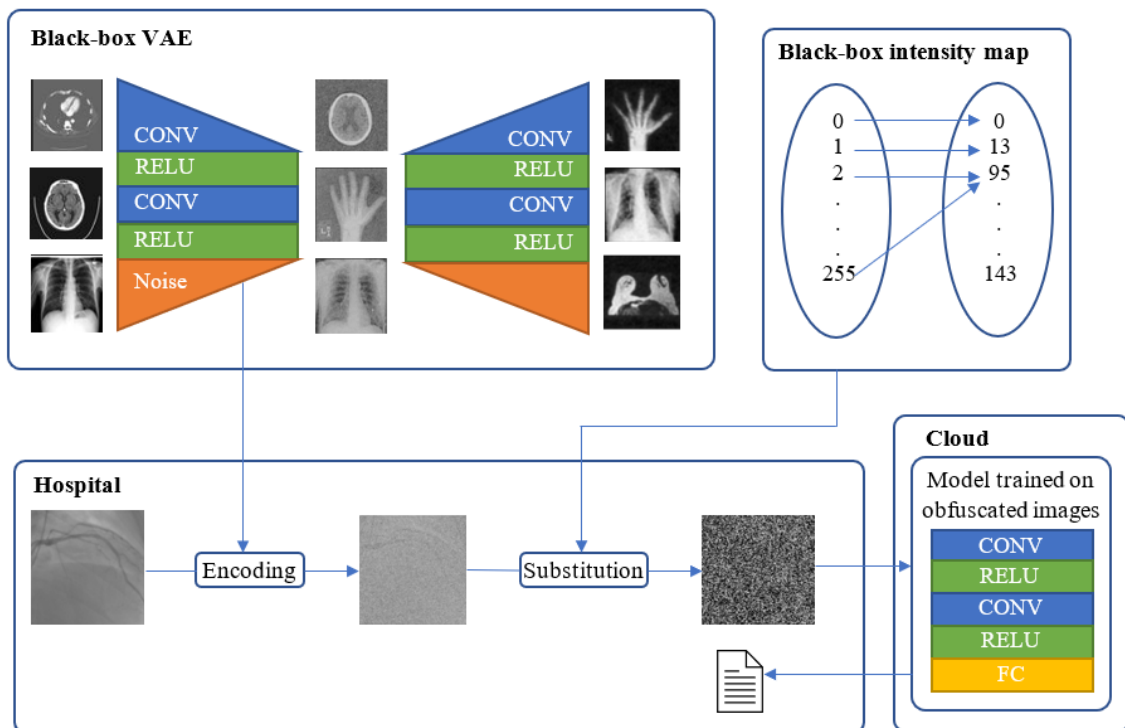 Black-box VAE
CONV
RELU
CONV
RELU
Noise
CONV
RELU
CONV
RELU
Black-box intensity map
0 0
1 13
2 95
. .
. .
. .
255 143
Hospital
Encoding
Substitution
Cloud
Model trained on
obfuscated images
CONV
RELU
CONV
RELU
FC